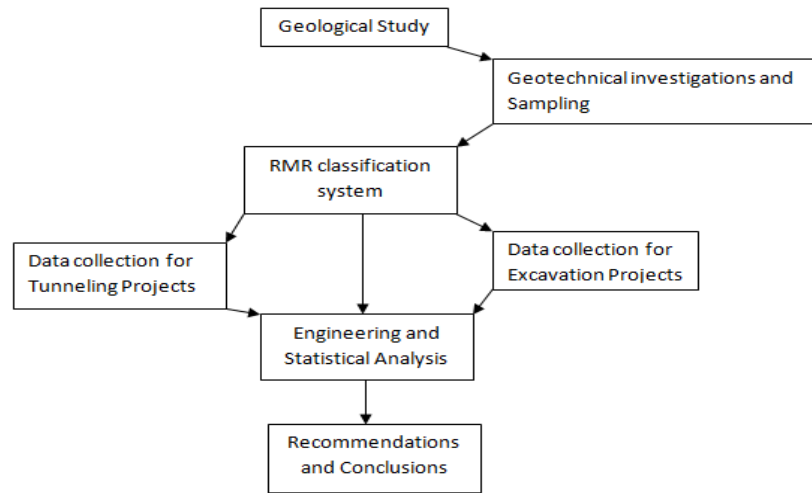 Geological Study
Geotechnical investigations and
Sampling
RMR classification
system
Data collection for
Tunneling Projects
Data collection for
Excavation Projects
Engineering and
Statistical Analysis
Recommendations
and Conclusions